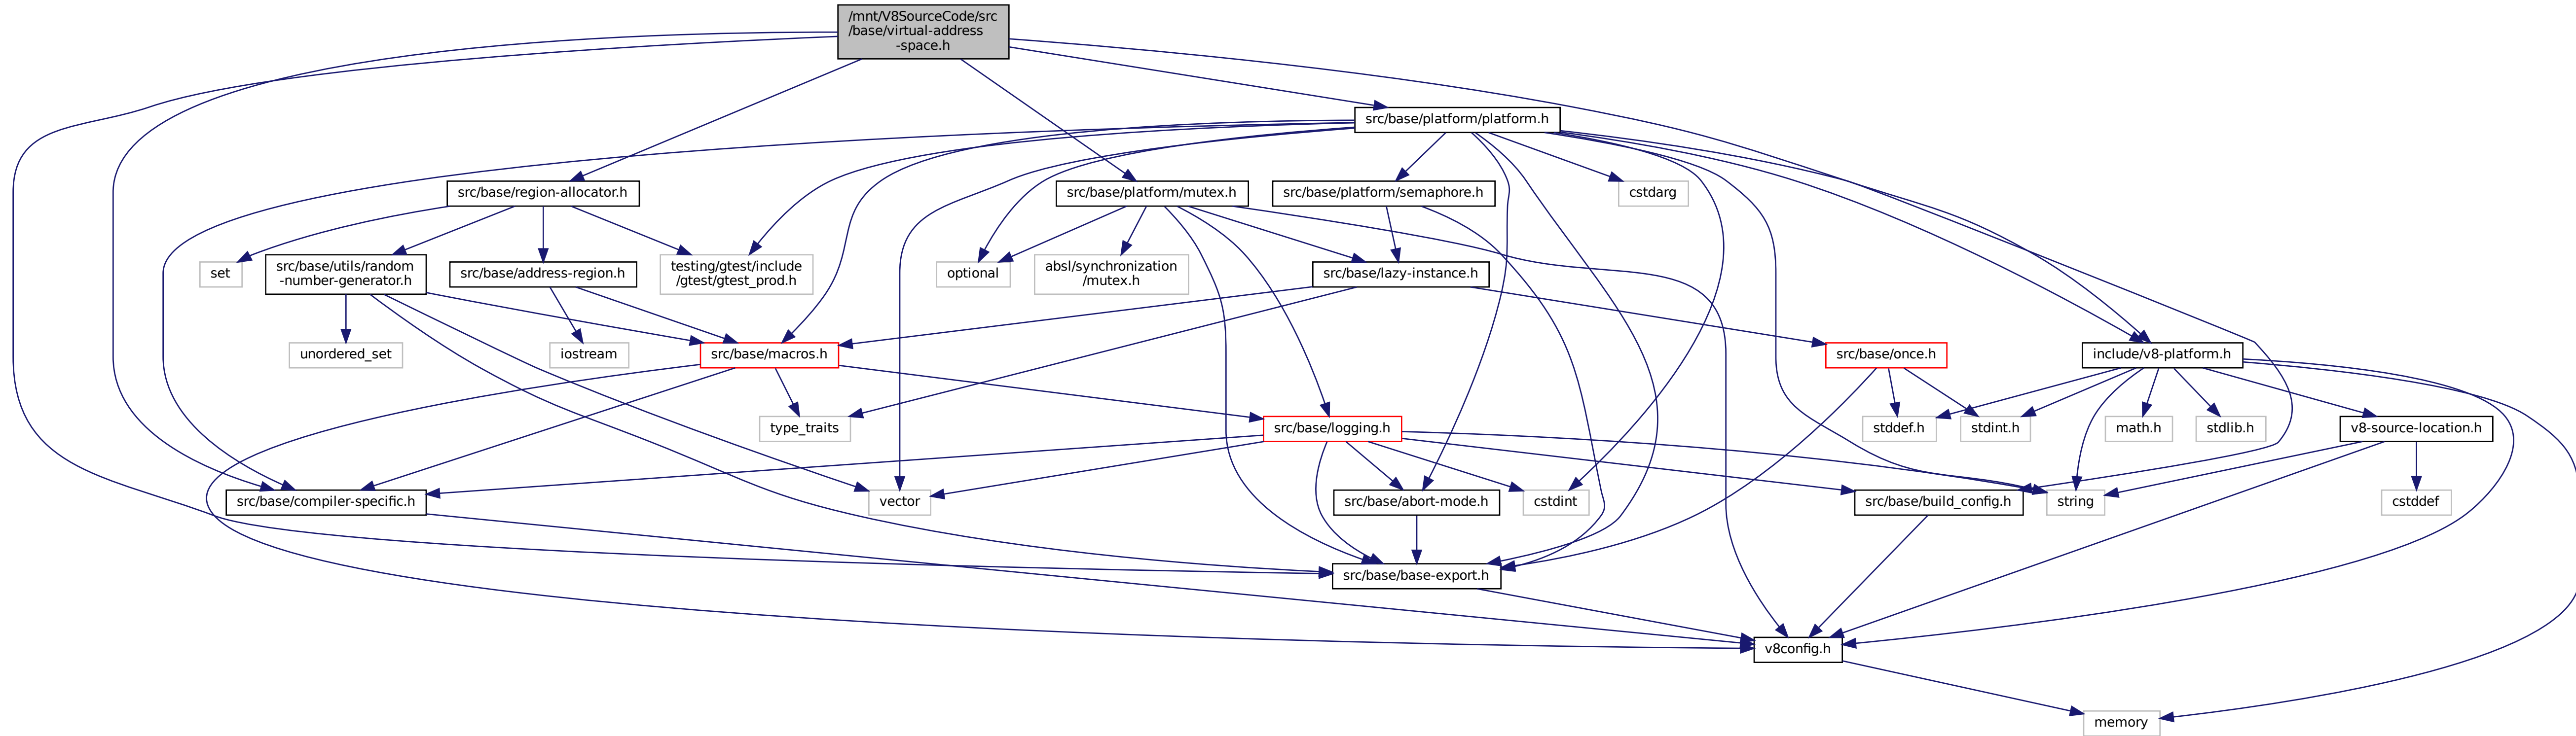 /mnt/V8SourceCode/src
/base/virtual-address
-space.h
src/base/platform/platform.h
src/base/region-allocator.h
src/base/platform/mutex.h
src/base/platform/semaphore.h
cstdarg
set
src/base/utils/random
-number-generator.h
src/base/address-region.h
testing/gtest/include
/gtest/gtest_prod.h
optional
absl/synchronization
/mutex.h
src/base/lazy-instance.h
unordered_set
iostream
src/base/macros.h
src/base/once.h
include/v8-platform.h
type_traits
src/base/logging.h
stddef.h
stdint.h
math.h
stdlib.h
v8-source-location.h
src/base/compiler-specific.h
vector
src/base/abort-mode.h
cstdint
src/base/build_config.h
string
cstddef
src/base/base-export.h
v8config.h
memory